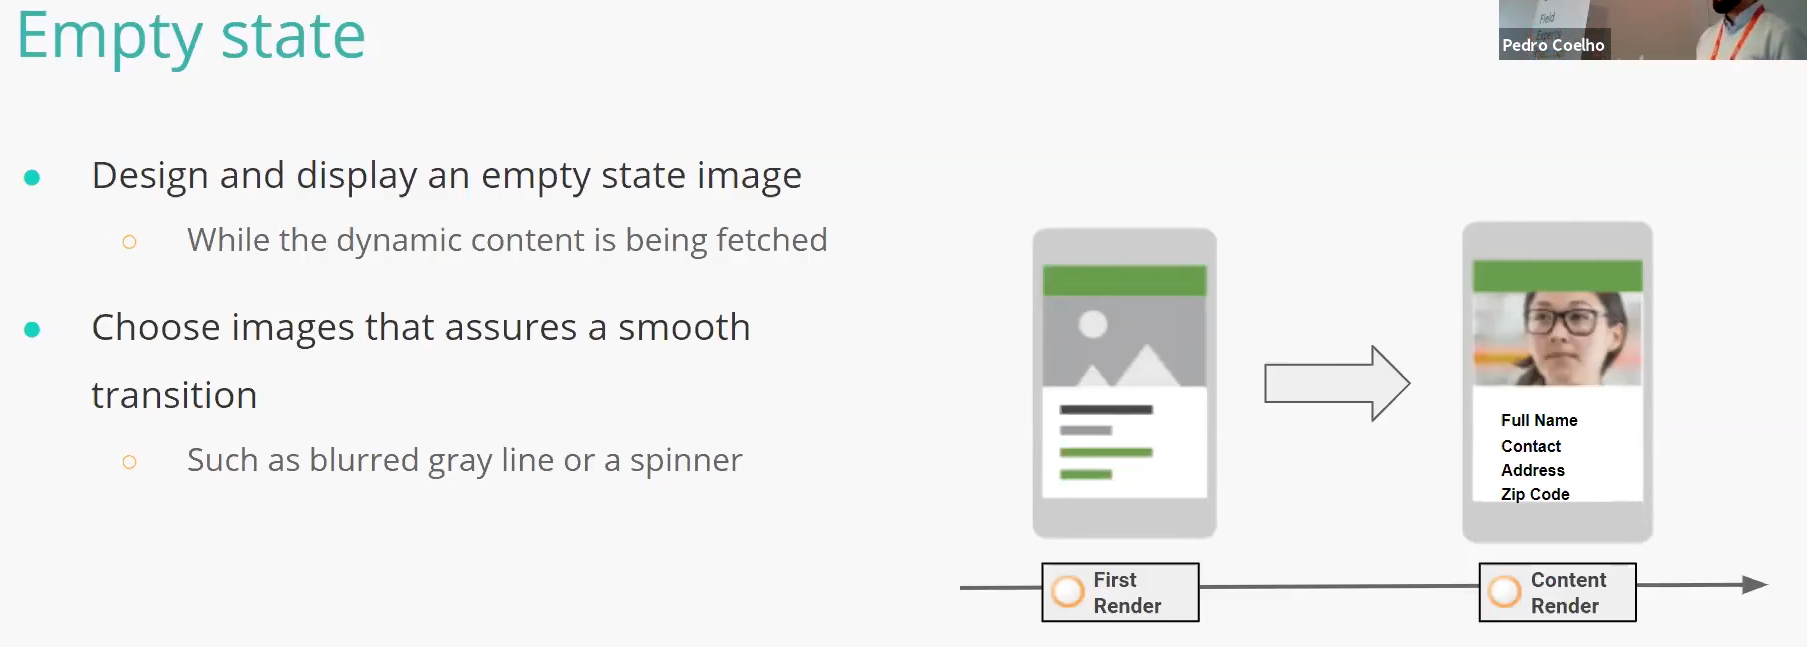 Empty state
Field
Experts
Pedro Coelho
Design and display an empty state image
While the dynamic content is being fetched
Choose images that assures a smooth
transition
Such as blurred gray line or a spinner
Full Name
Contact
Address
Zip Code
First
Render
Content
Render